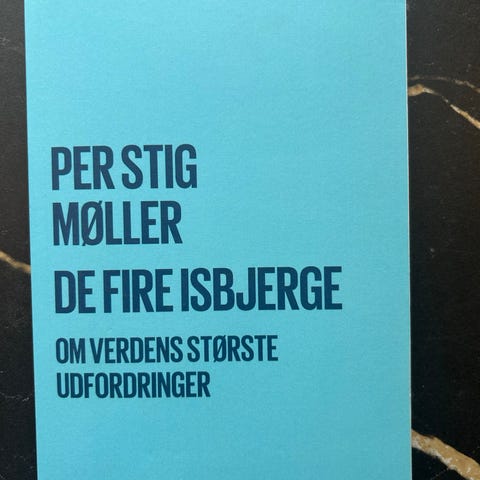 PER STIG
MØLLER
DE FIRE ISBJERGE
OM VERDENS STØRSTE
UDFORDRINGER